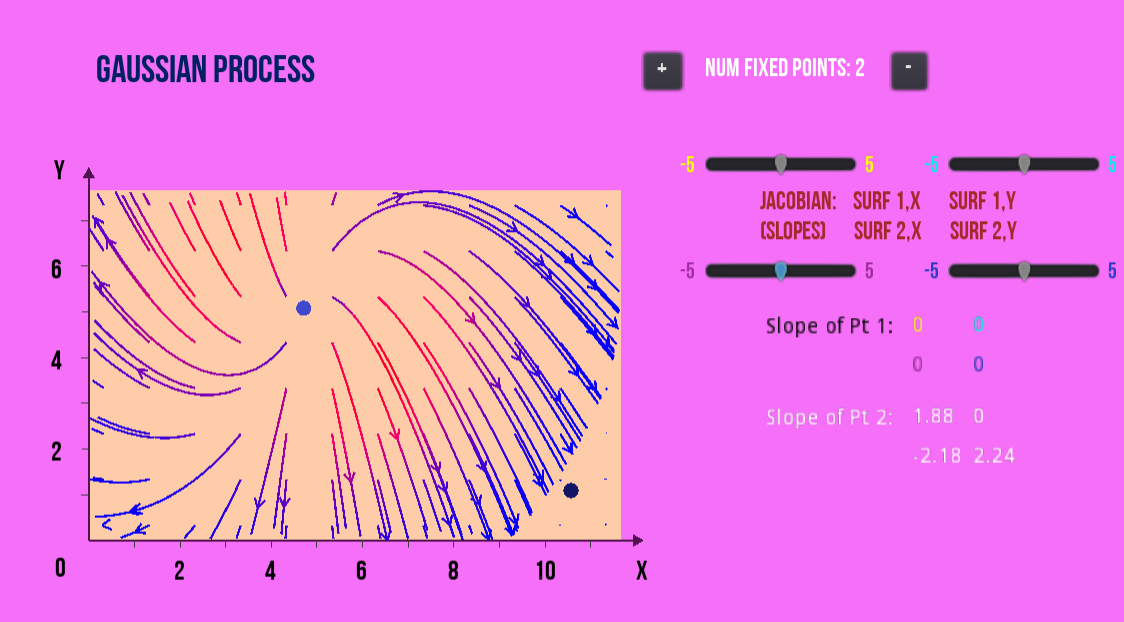 GAUSSIAN PROCESS
+ NUM FIXED POINTS: 2 -
Y
-5 5 -5 5
JACOBIAN: SURF 1,X SURF 1,Y
(SLOPES) SURF 2,X SURF 2,Y
-5 5 -5 5
6
Slope of Pt 1: 0 0
4
0 0
Slope of Pt 2: 1.88 0
2
-2.18 2.24
0 2 4 6 8 10 X